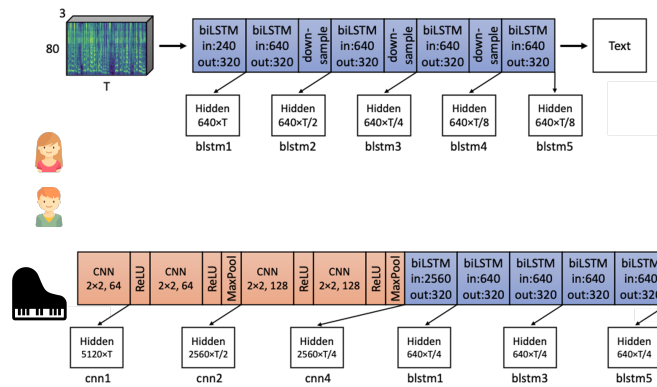 3
80
T
biLSTM
in:240
out:320
biLSTM
in:640
out:320
down-
sample
biLSTM
in:640
out:320
down-
sample
biLSTM
in:640
out:320
down-
sample
biLSTM
in:640
out:320
Text
Hidden
640×T
Hidden
640×T/2
Hidden
640×T/4
Hidden
640×T/8
Hidden
640×T/8
blstm1
blstm2
blstm3
blstm4
blstm5
CNN
2×2, 64
ReLU
CNN
2×2, 64
ReLU
MaxPool
CNN
2×2, 128
ReLU
CNN
2×2, 128
ReLU
MaxPool
biLSTM
in:2560
out:320
biLSTM
in:640
out:320
biLSTM
in:640
out:320
biLSTM
in:640
out:320
biLSTM
in:640
out:320
Hidden
5120×T
Hidden
2560×T/2
Hidden
2560×T/4
Hidden
640×T/4
Hidden
640×T/4
Hidden
640×T/4
cnn1
cnn2
cnn4
blstm1
blstm3
blstm5